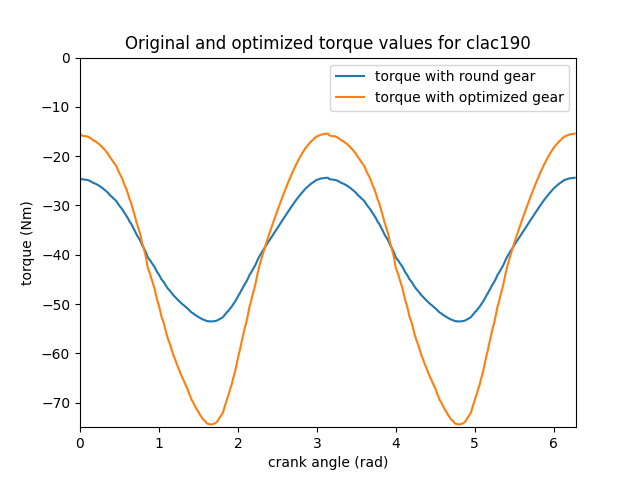 Original and optimized torque values for clac190
torque with round gear
torque with optimized gear
0
−10
−20
−30
−40
−50
−60
−70
torque (Nm)
0 1 2 3 4 5 6
crank angle (rad)